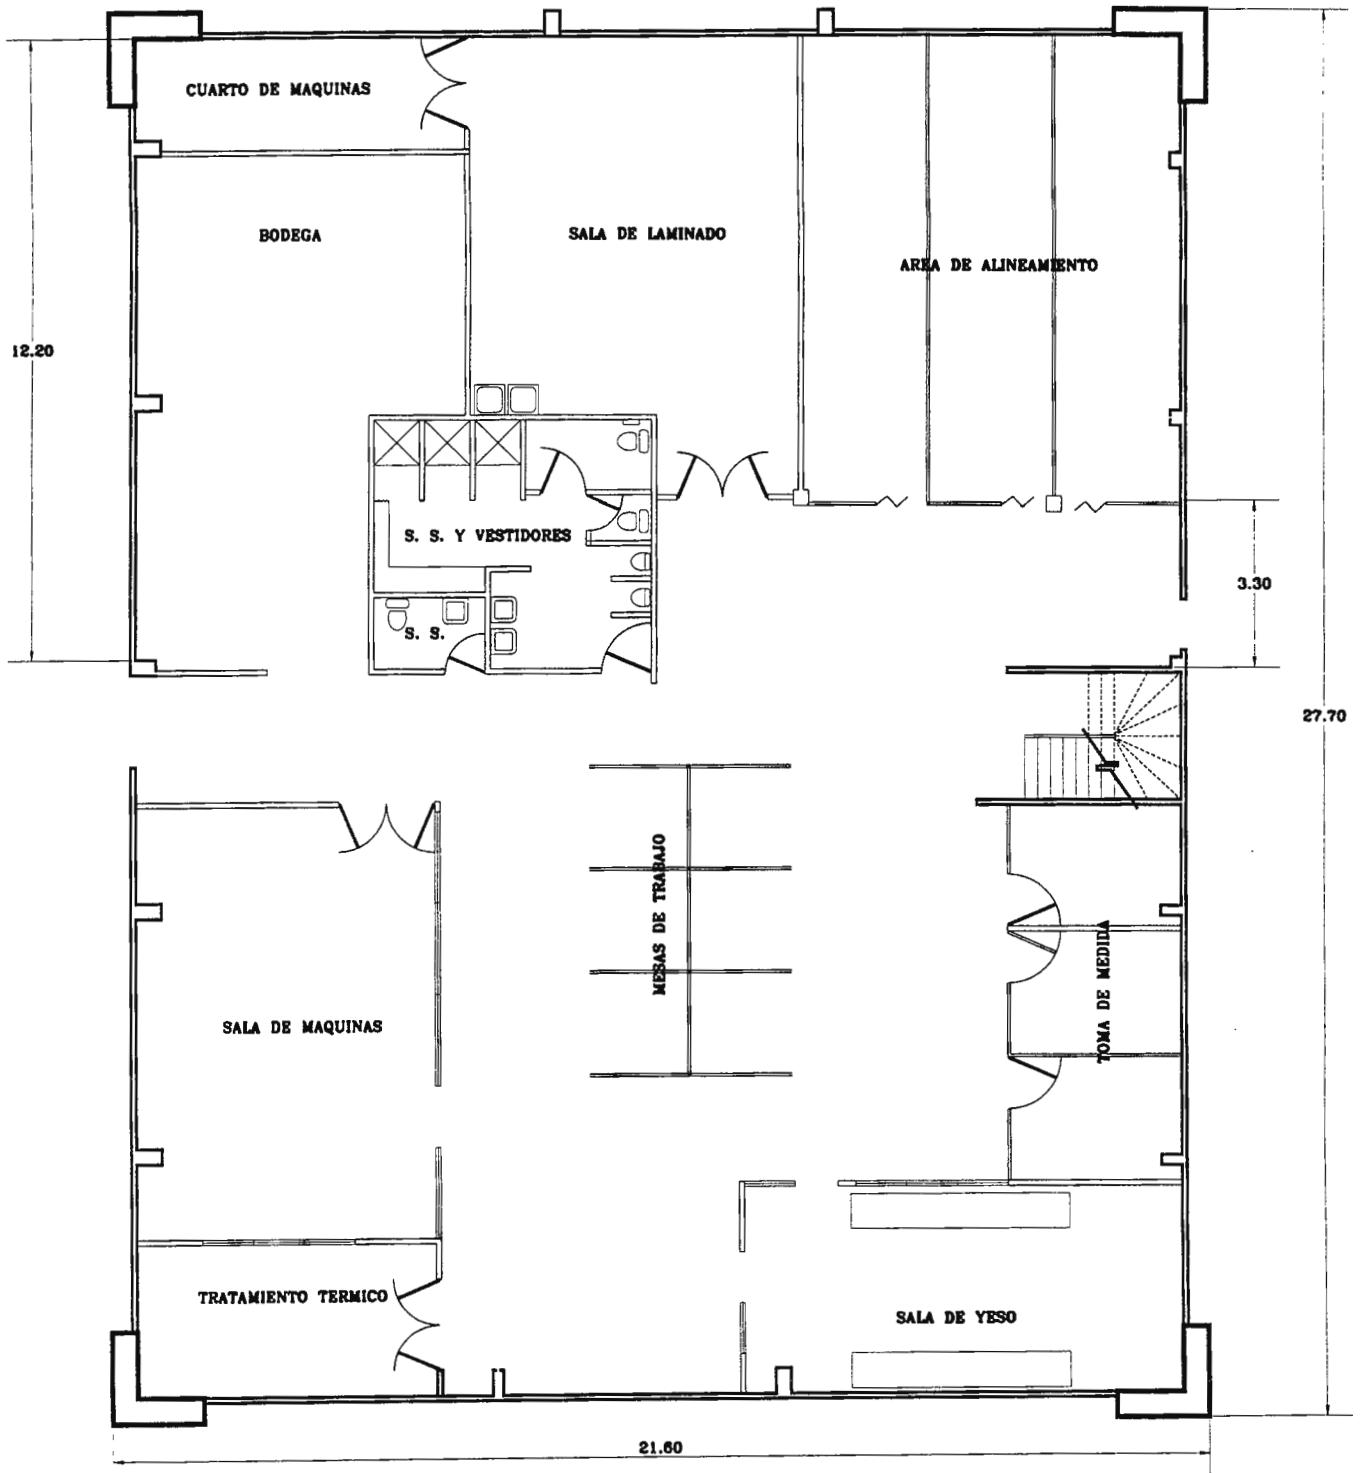 CUARTO DE MAQUINAS
BODEGA
SALA DE LAMINADO
AREA DE ALINEAMIENTO
12.20
S. S. Y VESTIDORES
3.30
S. S.
27.70
MESAS DE TRABAJO
TOMA DE MEDIDA
SALA DE MAQUINAS
TRATAMIENTO TERMICO
SALA DE YESO
21.60